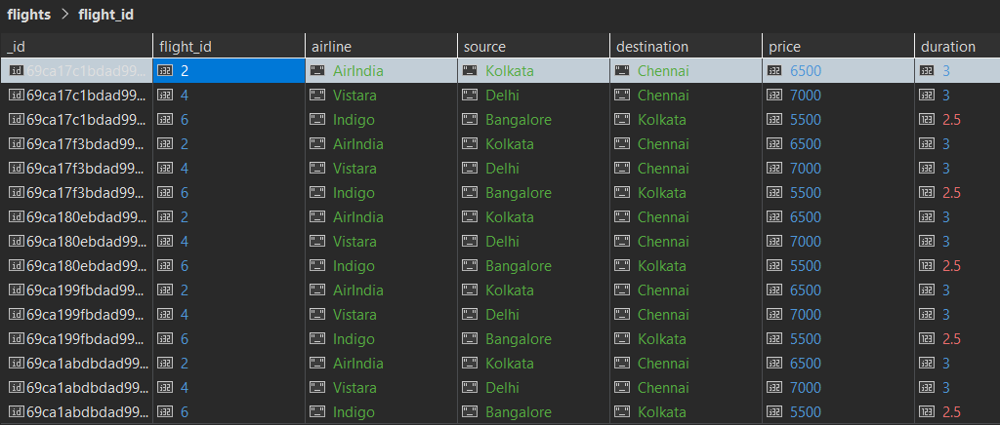 flights > flight_id
_id flight_id airline source destination price duration
69ca17c1bdad99... 2 AirIndia Kolkata Chennai 6500 3
69ca17c1bdad99... 4 Vistara Delhi Chennai 7000 3
69ca17c1bdad99... 6 Indigo Bangalore Kolkata 5500 2.5
69ca17f3bdad99... 2 AirIndia Kolkata Chennai 6500 3
69ca17f3bdad99... 4 Vistara Delhi Chennai 7000 3
69ca17f3bdad99... 6 Indigo Bangalore Kolkata 5500 2.5
69ca180ebdad99... 2 AirIndia Kolkata Chennai 6500 3
69ca180ebdad99... 4 Vistara Delhi Chennai 7000 3
69ca180ebdad99... 6 Indigo Bangalore Kolkata 5500 2.5
69ca199fbdad99... 2 AirIndia Kolkata Chennai 6500 3
69ca199fbdad99... 4 Vistara Delhi Chennai 7000 3
69ca199fbdad99... 6 Indigo Bangalore Kolkata 5500 2.5
69ca1abdbdad99... 2 AirIndia Kolkata Chennai 6500 3
69ca1abdbdad99... 4 Vistara Delhi Chennai 7000 3
69ca1abdbdad99... 6 Indigo Bangalore Kolkata 5500 2.5